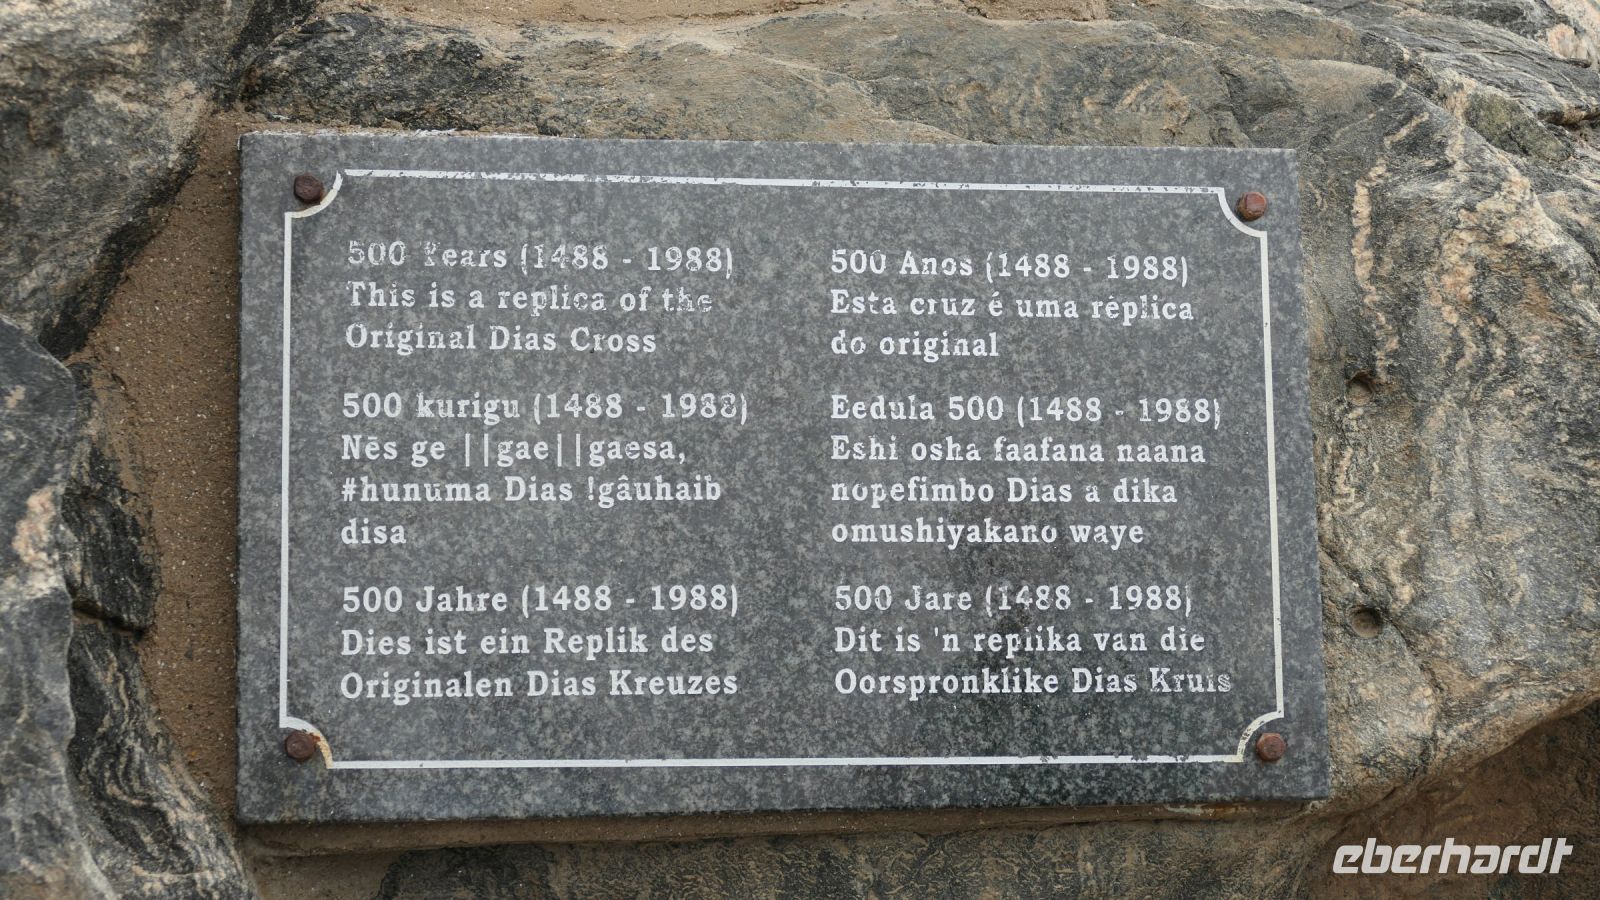 500 Years (1488 - 1988)
This is a replica of the
Original Dias Cross
500 kurigu (1488 - 1988)
Nēs ge ||gae||gaesa,
#hunuma Dias !gâuhaib
disa
500 Jahre (1488 - 1988)
Dies ist ein Replik des
Originalen Dias Kreuzes
500 Anos (1488 - 1988)
Esta cruz é uma réplica
do original
Eedula 500 (1488 - 1988)
Eshi osha faafana naana
nopefimbo Dias a dika
omushiyakano waye
500 Jare (1488 - 1988)
Dit is 'n replika van die
Oorspronklike Dias Kruis
eberhardt